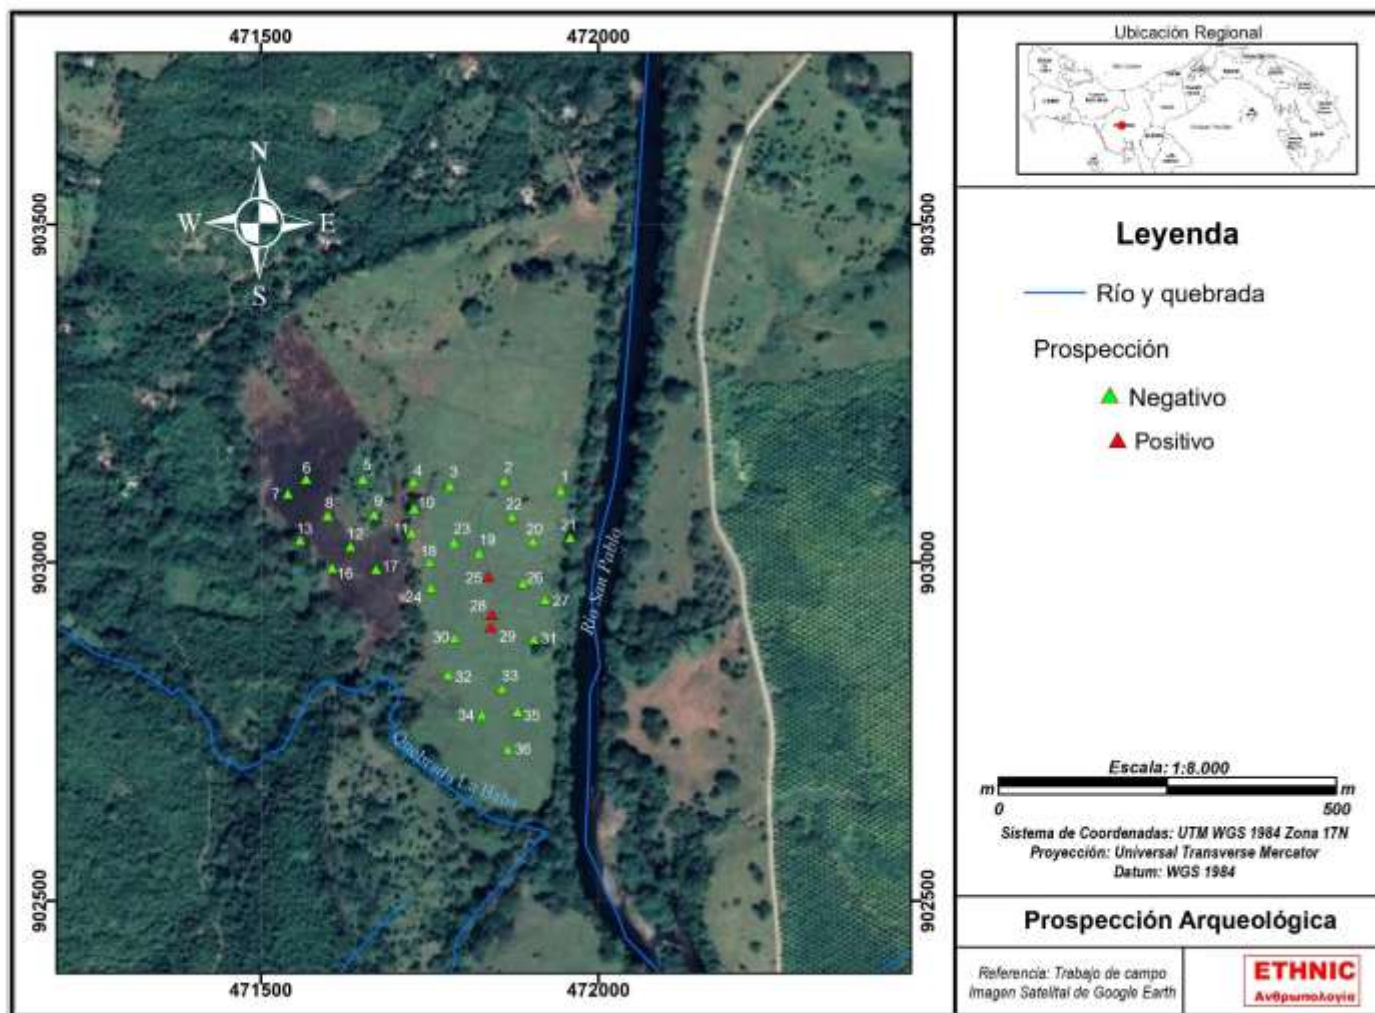 471500
472000
903500
903500
N
W
E
S
6
5
4
3
2
1
7
8
9
10
22
21
13
12
11
23
19
20
16
17
18
25
26
24
28
27
30
29
31
32
33
34
35
36
903000
903000
Río San Pablo
Quebrada La Haba
902500
902500
471500
472000
Ubicación Regional
Leyenda
Río y quebrada
Prospección
Negativo
Positivo
Escala: 1:8.000
m
m
0
500
Sistema de Coordenadas: UTM WGS 1984 Zona 17N
Proyección: Universal Transverse Mercator
Datum: WGS 1984
Prospección Arqueológica
Referencia: Trabajo de campo
Imagen Satelital de Google Earth
ETHNIC
Ανθρωπολογία